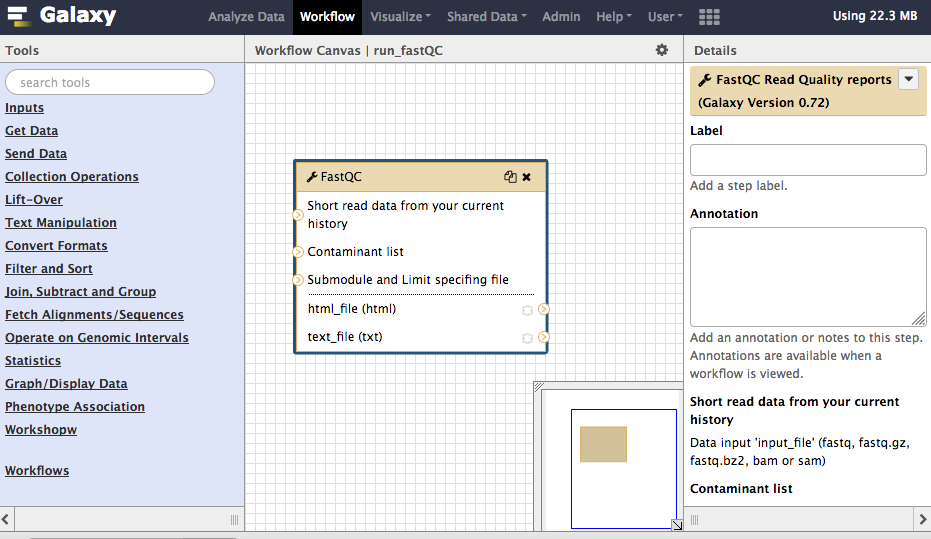 Galaxy Analyze Data Workflow Visualize Shared Data Admin Help User Using 22.3 MB
Tools
search tools
Inputs
Get Data
Send Data
Collection Operations
Lift-Over
Text Manipulation
Convert Formats
Filter and Sort
Join, Subtract and Group
Fetch Alignments/Sequences
Operate on Genomic Intervals
Statistics
Graph/Display Data
Phenotype Association
Workshopw
Workflows
Workflow Canvas | run_fastQC
FastQC
Short read data from your current
history
Contaminant list
Submodule and Limit specifing file
html_file (html)
text_file (txt)
Details
FastQC Read Quality reports
(Galaxy Version 0.72)
Label
Add a step label.
Annotation
Add an annotation or notes to this step.
Annotations are available when a
workflow is viewed.
Short read data from your current
history
Data input 'input_file' (fastq, fastq.gz,
fastq.bz2, bam or sam)
Contaminant list